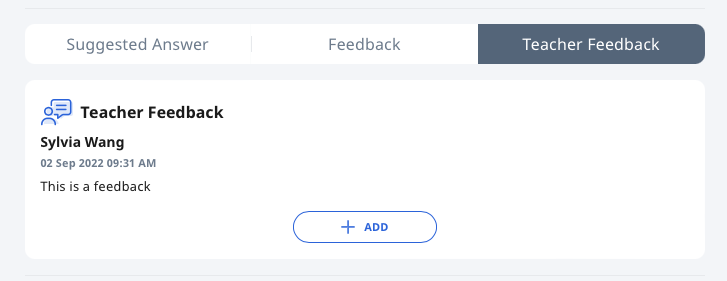 Suggested Answer
Feedback
Teacher Feedback
Teacher Feedback
Sylvia Wang
02 Sep 2022 09:31 AM
This is a feedback
ADD